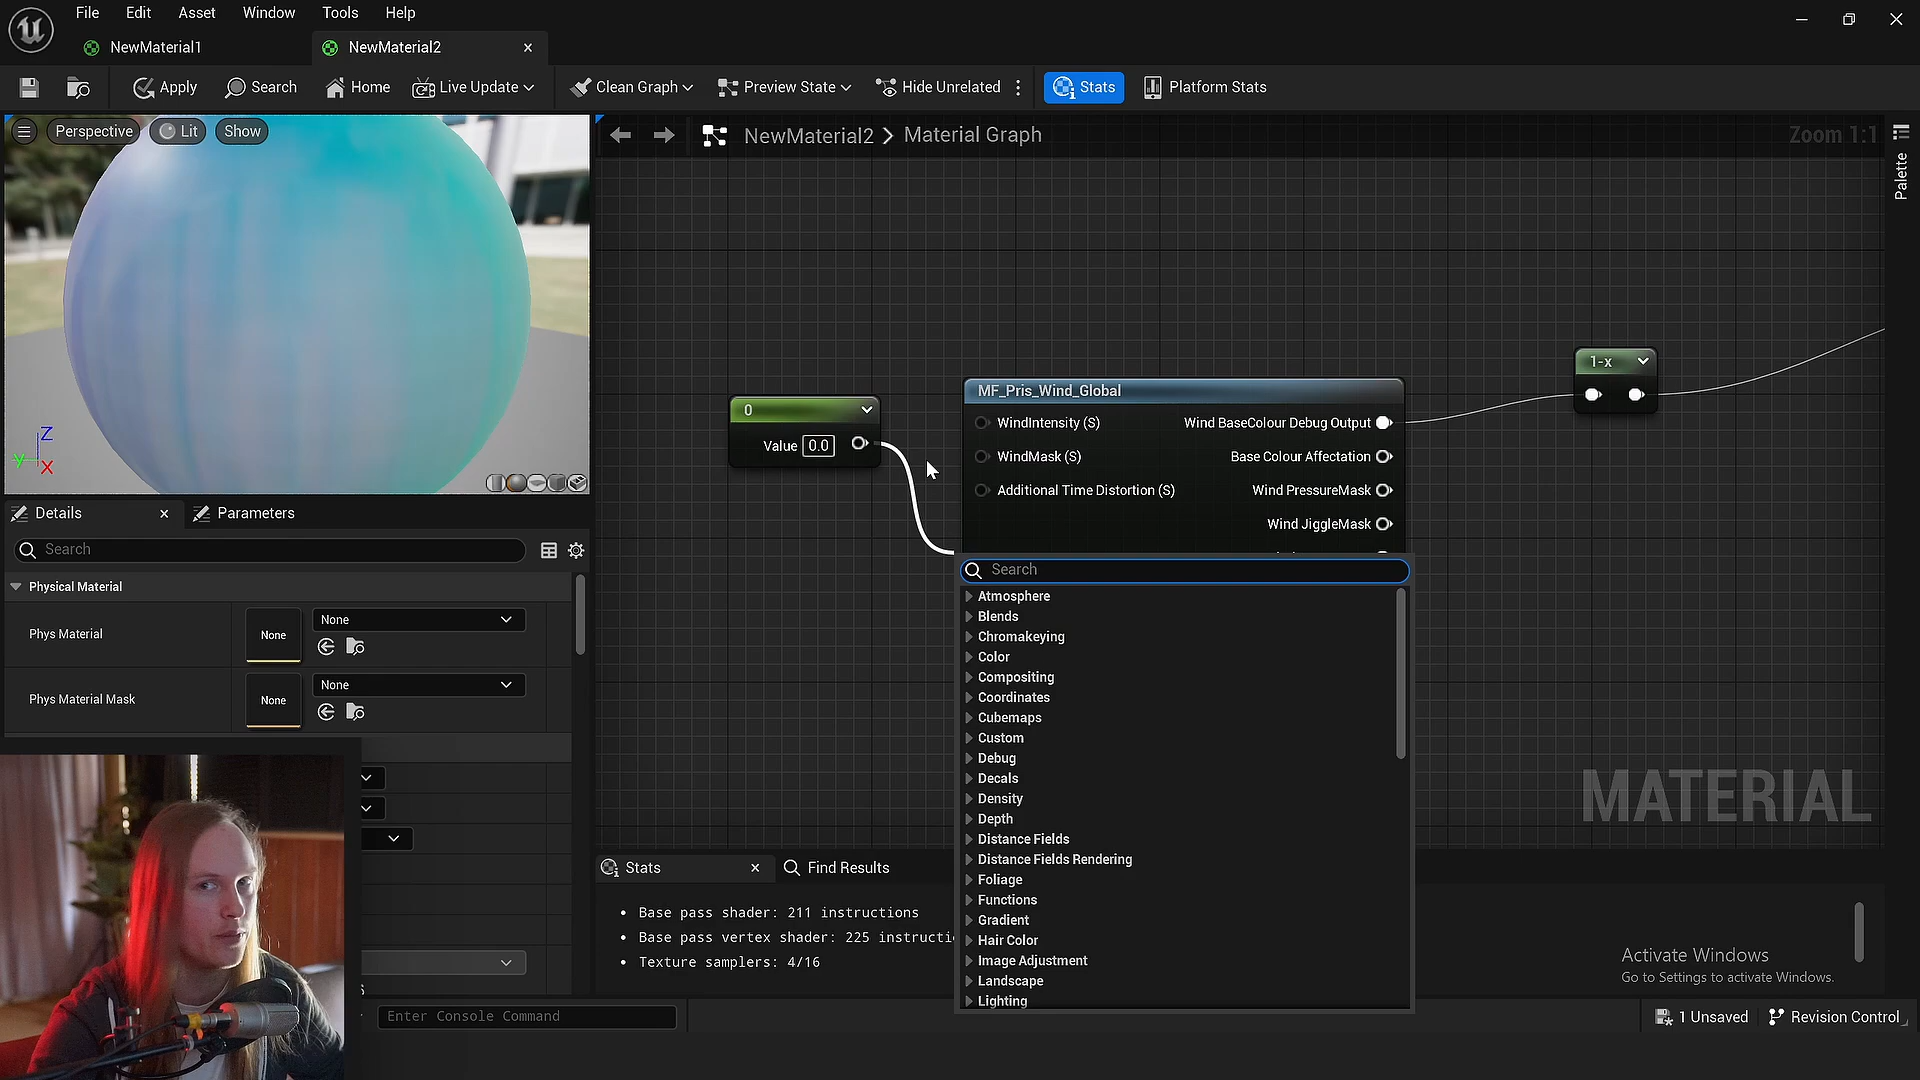 File Edit Asset Window Tools Help
NewMaterial1 NewMaterial2
Apply Search Home Live Update Clean Graph Preview State Hide Unrelated Stats Platform Stats
Perspective Lit Show
NewMaterial2 > Material Graph
Zoom 1:1
Palette
Z
Y
X
0
Value 0.0
MF_Pris_Wind_Global
WindIntensity (S) Wind BaseColour Debug Output
WindMask (S) Base Colour Affectation
Additional Time Distortion (S) Wind PressureMask
Wind JiggleMask
1-x
Details Parameters
Search
Physical Material
Phys Material None None
Phys Material Mask None None
Search
Atmosphere
Blends
Chromakeying
Color
Compositing
Coordinates
Cubemaps
Custom
Debug
Decals
Density
Depth
Distance Fields
Distance Fields Rendering
Foliage
Functions
Gradient
Hair Color
Image Adjustment
Landscape
Lighting
MATERIAL
Stats Find Results
• Base pass shader: 211 instructions
• Base pass vertex shader: 225 instructi
• Texture samplers: 4/16
Activate Windows
Go to Settings to activate Windows.
Enter Console Command
1 Unsaved Revision Control